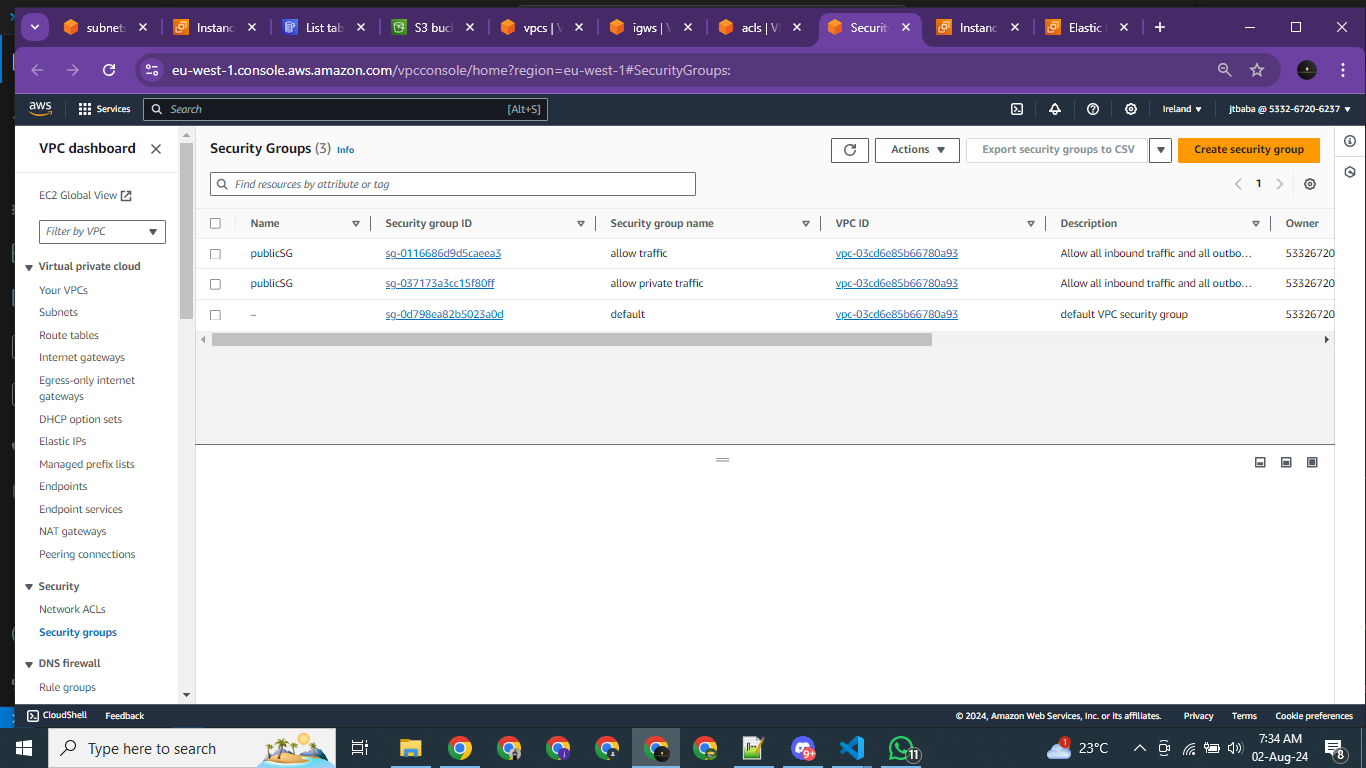 subnets
Instanc
List tab
S3 buck
vpcs | V
igws | V
acls | V
Securit
Instanc
Elastic
eu-west-1.console.aws.amazon.com/vpcconsole/home?region=eu-west-1#SecurityGroups:
aws
Services
Search
[Alt+S]
Ireland
jtbaba @ 5332-6720-6237
VPC dashboard
EC2 Global View
Filter by VPC
Virtual private cloud
Your VPCs
Subnets
Route tables
Internet gateways
Egress-only internet
gateways
DHCP option sets
Elastic IPs
Managed prefix lists
Endpoints
Endpoint services
NAT gateways
Peering connections
Security
Network ACLs
Security groups
DNS firewall
Rule groups
Security Groups (3) Info
Actions
Export security groups to CSV
Create security group
Find resources by attribute or tag
1
Name Security group ID Security group name VPC ID Description Owner
publicSG sg-0116686d9d5caeea3 allow traffic vpc-03cd6e85b66780a93 Allow all inbound traffic and all outbo... 53326720
publicSG sg-037173a3cc15f80ff allow private traffic vpc-03cd6e85b66780a93 Allow all inbound traffic and all outbo... 53326720
– sg-0d798ea82b5023a0d default vpc-03cd6e85b66780a93 default VPC security group 53326720
CloudShell Feedback
© 2024, Amazon Web Services, Inc. or its affiliates. Privacy Terms Cookie preferences
Type here to search
9+
11
1
23°C
7:34 AM
02-Aug-24
8